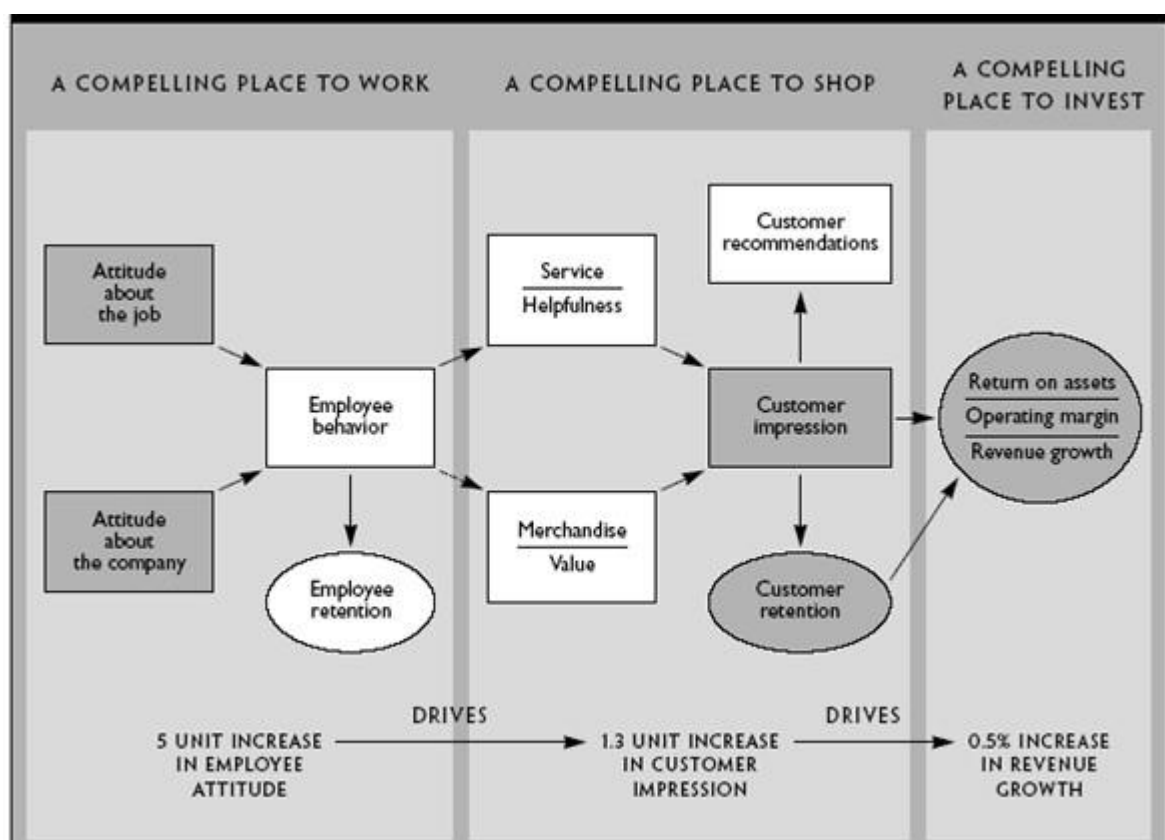 A COMPELLING PLACE TO WORK
A COMPELLING PLACE TO SHOP
A COMPELLING
PLACE TO INVEST
Attitude
about
the job
Attitude
about
the company
Employee
behavior
Employee
retention
Service
Helpfulness
Merchandise
Value
Customer
recommendations
Customer
impression
Customer
retention
Return on assets
Operating margin
Revenue growth
5 UNIT INCREASE
IN EMPLOYEE
ATTITUDE
DRIVES
1.3 UNIT INCREASE
IN CUSTOMER
IMPRESSION
DRIVES
0.5% INCREASE
IN REVENUE
GROWTH